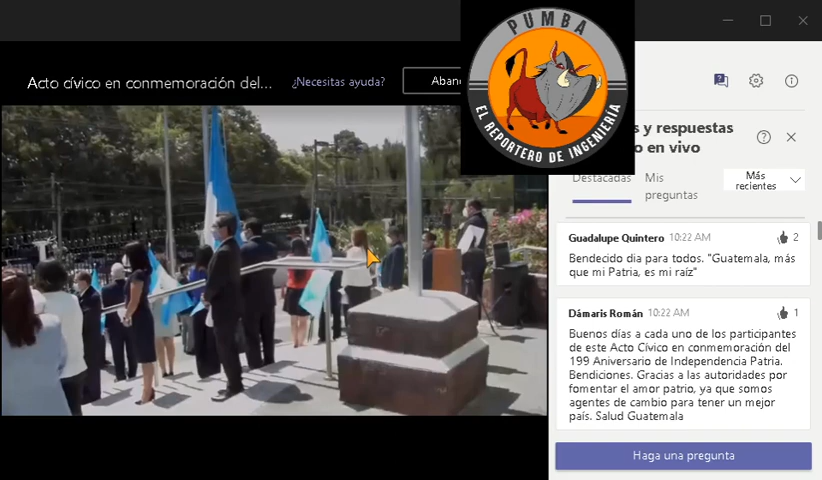 PUMBA
EL REPORTERO DE INGENIERÍA
Acto cívico en conmemoración del...
¿Necesitas ayuda?
y respuestas
en vivo
Destacadas
Mis
preguntas
Más
recientes
Guadalupe Quintero 10:22 AM 2
Bendecido dia para todos. "Guatemala, más
que mi Patria, es mi raíz"
Dámaris Román 10:22 AM 1
Buenos días a cada uno de los participantes
de este Acto Cívico en conmemoración del
199 Aniversario de Independencia Patria.
Bendiciones. Gracias a las autoridades por
fomentar el amor patrio, ya que somos
agentes de cambio para tener un mejor
país. Salud Guatemala
Haga una pregunta